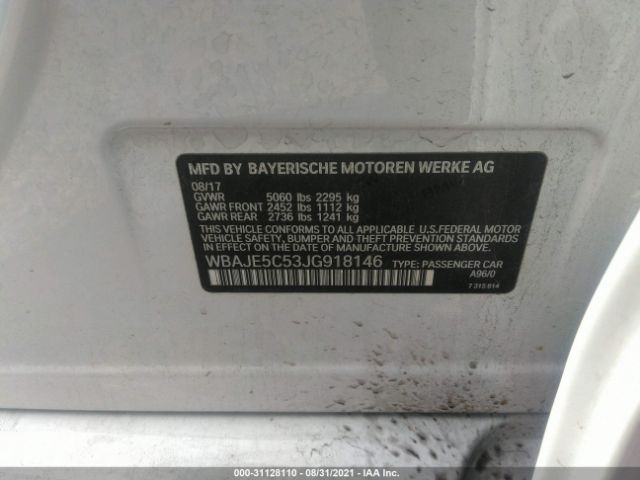 MFD BY BAYERISCHE MOTOREN WERKE AG
08/17
GVWR 5060 lbs 2295 kg
GAWR FRONT 2452 lbs 1112 kg
GAWR REAR 2736 lbs 1241 kg
THIS VEHICLE CONFORMS TO ALL APPLICABLE U.S.FEDERAL MOTOR
VEHICLE SAFETY, BUMPER, AND THEFT PREVENTION
STANDARDS IN EFFECT ON THE DATE OF MANUFACTURE SHOWN ABOVE.
WBAJE5C53JG918146 TYPE: PASSENGER CAR
A96/0
7 315 814
000-31128110 - 08/31/2021 - IAA Inc.